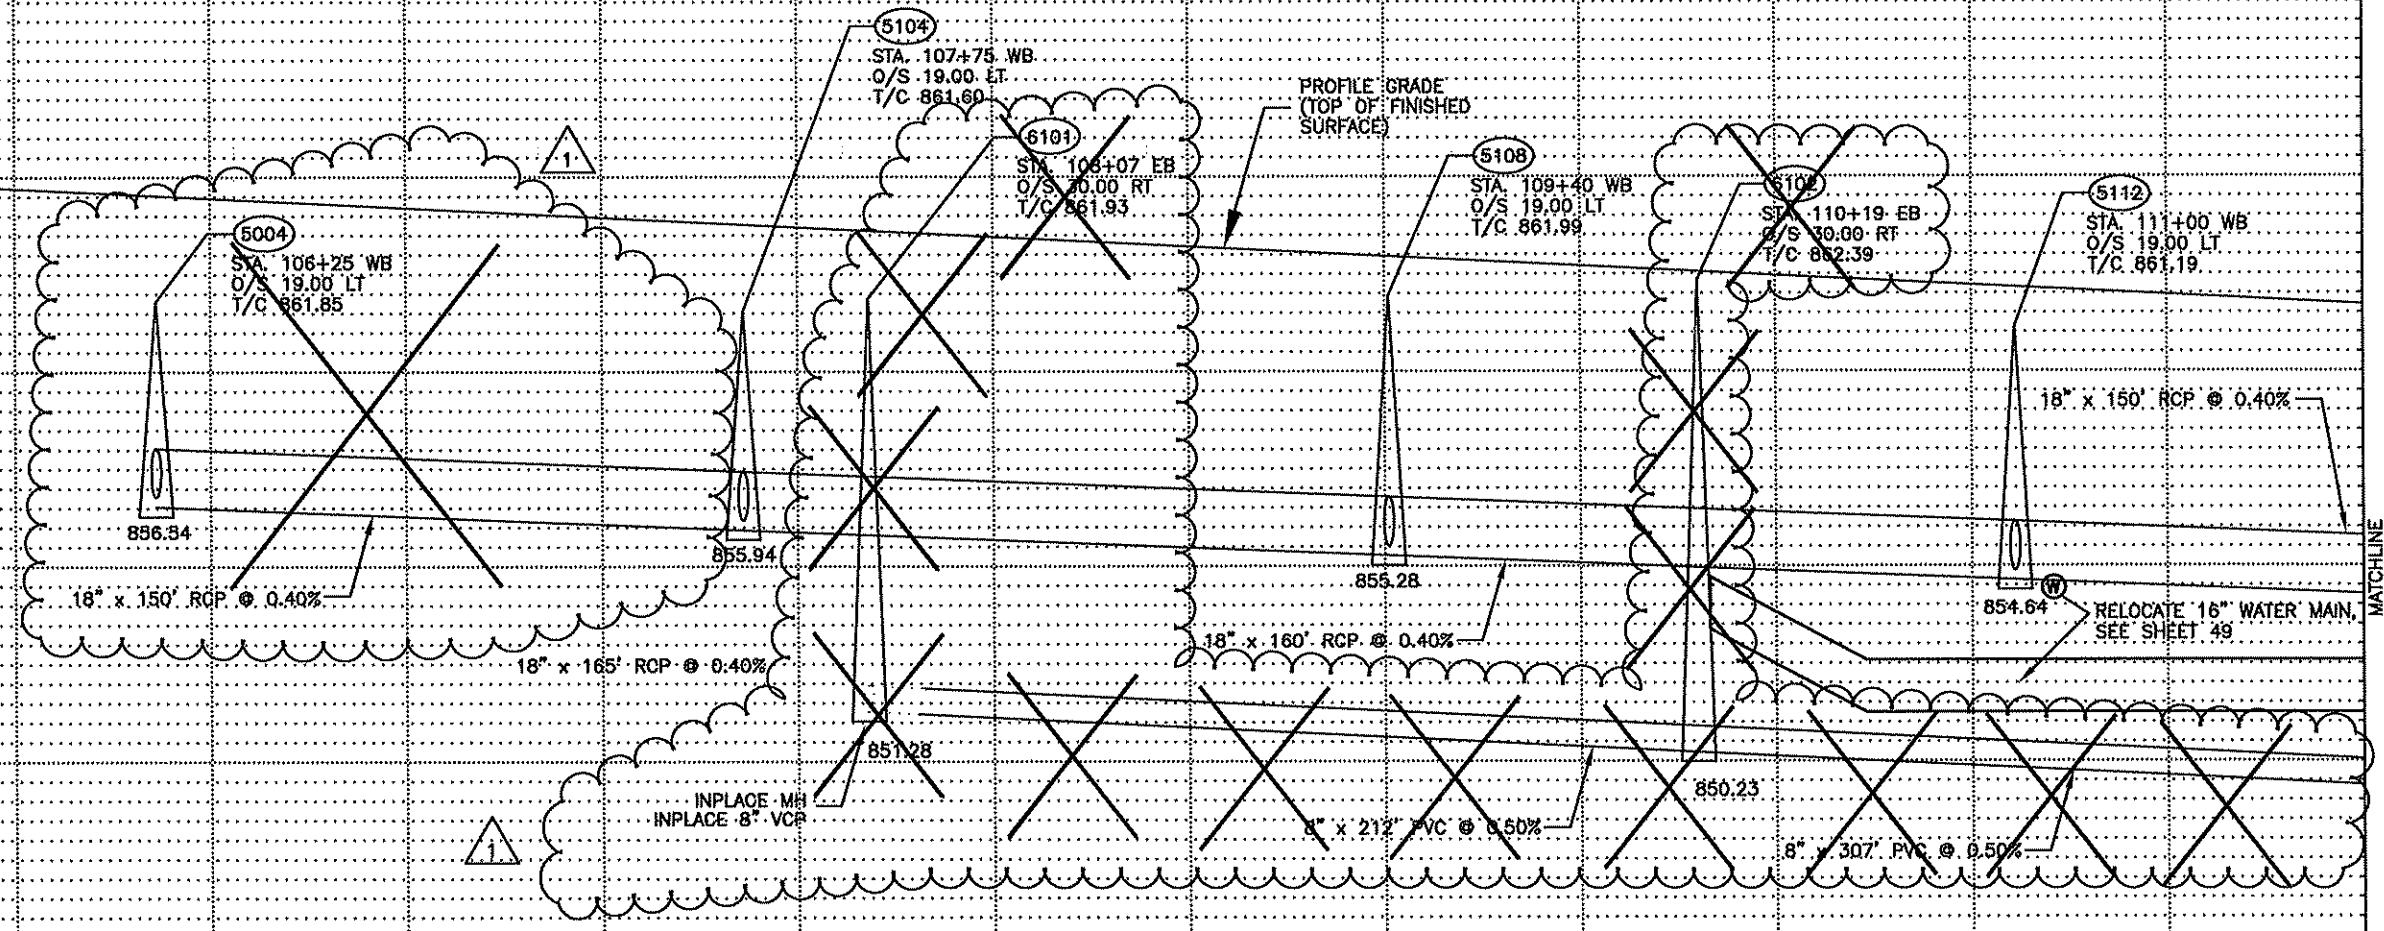 5104
STA. 107+75 WB
O/S 19.00 LT
T/C 861.60
PROFILE GRADE
(TOP OF FINISHED
SURFACE)
1
6101
STA. 108+07 EB
O/S 30.00 RT
T/C 861.93
5108
STA. 109+40 WB
O/S 19.00 LT
T/C 861.99
6102
STA. 110+19 EB
O/S 30.00 RT
T/C 862.39
5112
STA. 111+00 WB
O/S 19.00 LT
T/C 861.19
5004
STA. 106+25 WB
O/S 19.00 LT
T/C 861.85
18" x 150' RCP @ 0.40%
856.54
855.94
855.28
854.64
W
MATCHLINE
18" x 150' RCP @ 0.40%
RELOCATE 16" WATER MAIN,
SEE SHEET 49
18" x 160' RCP @ 0.40%
18" x 165' RCP @ 0.40%
851.28
850.23
INPLACE MH
INPLACE 8" VCP
8" x 212' PVC @ 0.50%
1
8" x 307' PVC @ 0.50%